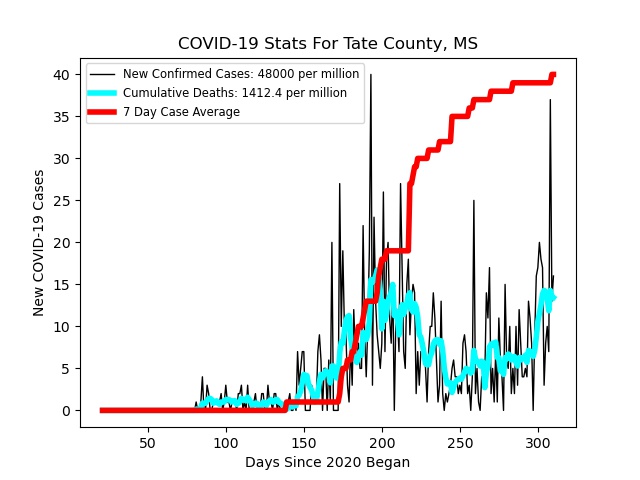 COVID-19 Stats For Tate County, MS
New Confirmed Cases: 48000 per million
Cumulative Deaths: 1412.4 per million
7 Day Case Average
40
35
30
25
20
15
10
5
0
New COVID-19 Cases
50 100 150 200 250 300
Days Since 2020 Began